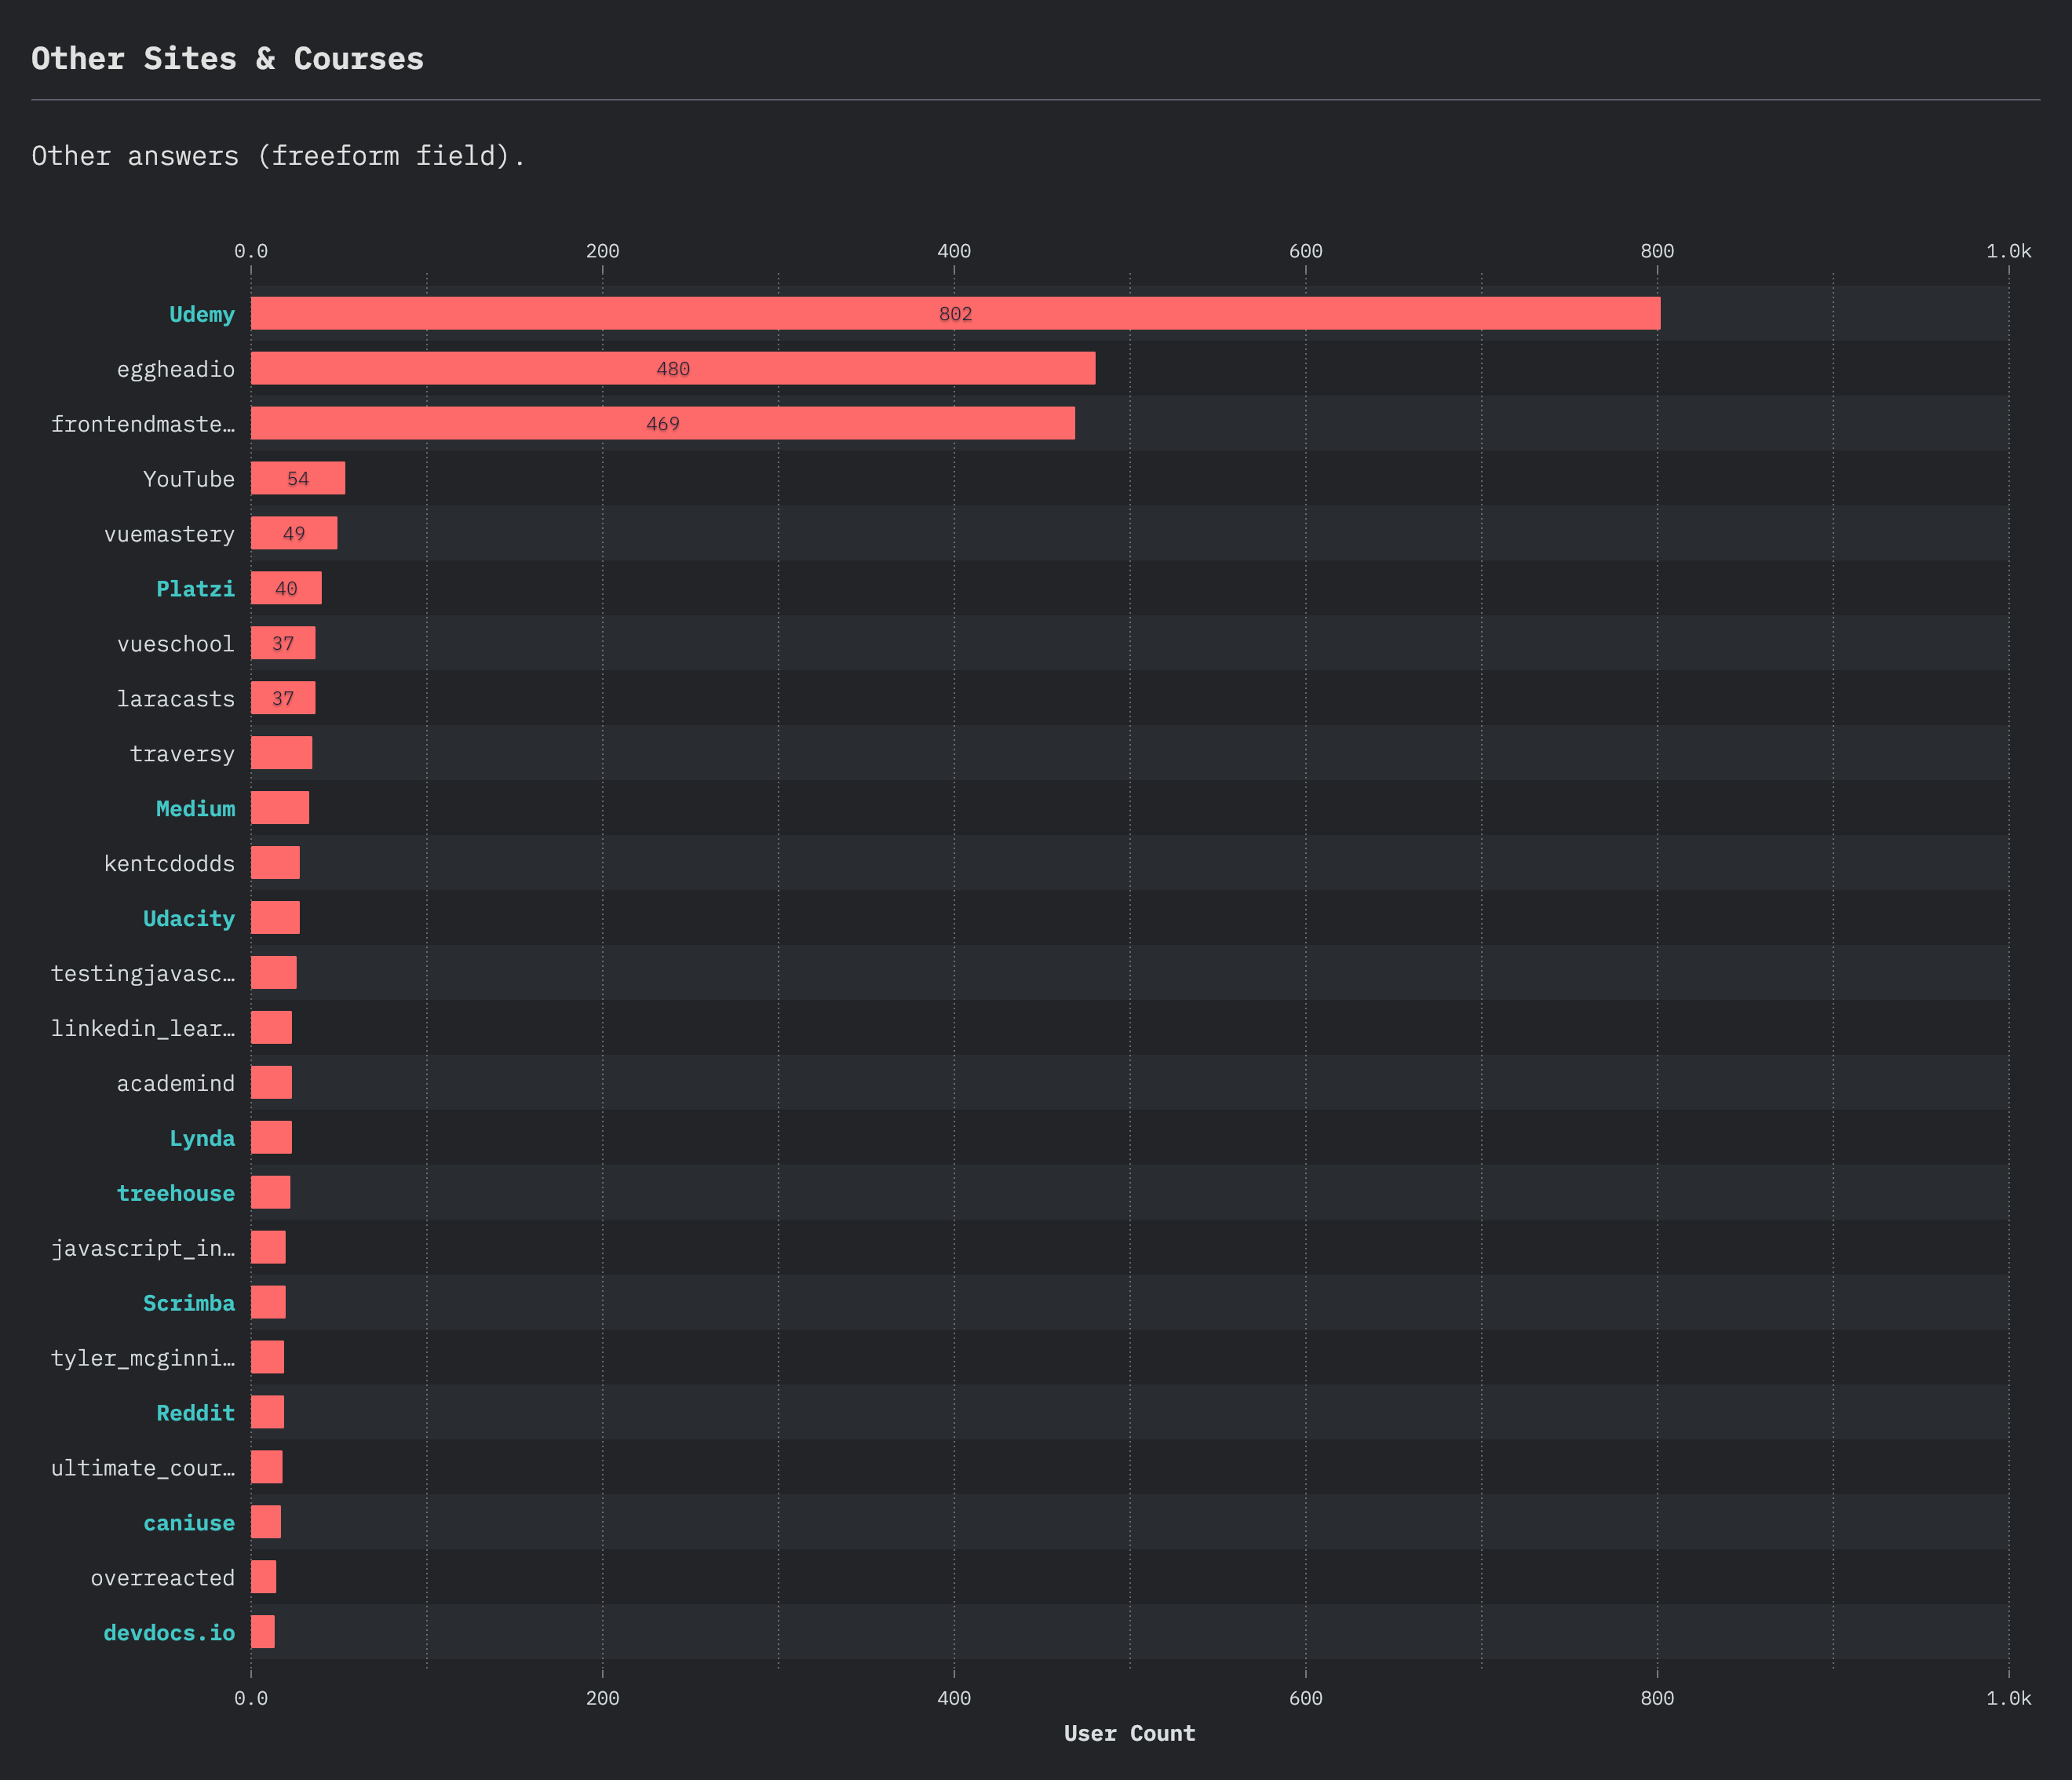 Other Sites & Courses
Other answers (freeform field).
0.0 200 400 600 800 1.0k
Udemy 802
eggheadio 480
frontendmaste… 469
YouTube 54
vuemastery 49
Platzi 40
vueschool 37
laracasts 37
traversy
Medium
kentcdodds
Udacity
testingjavasc…
linkedin_lear…
academind
Lynda
treehouse
javascript_in…
Scrimba
tyler_mcginni…
Reddit
ultimate_cour…
caniuse
overreacted
devdocs.io
0.0 200 400 600 800 1.0k
User Count